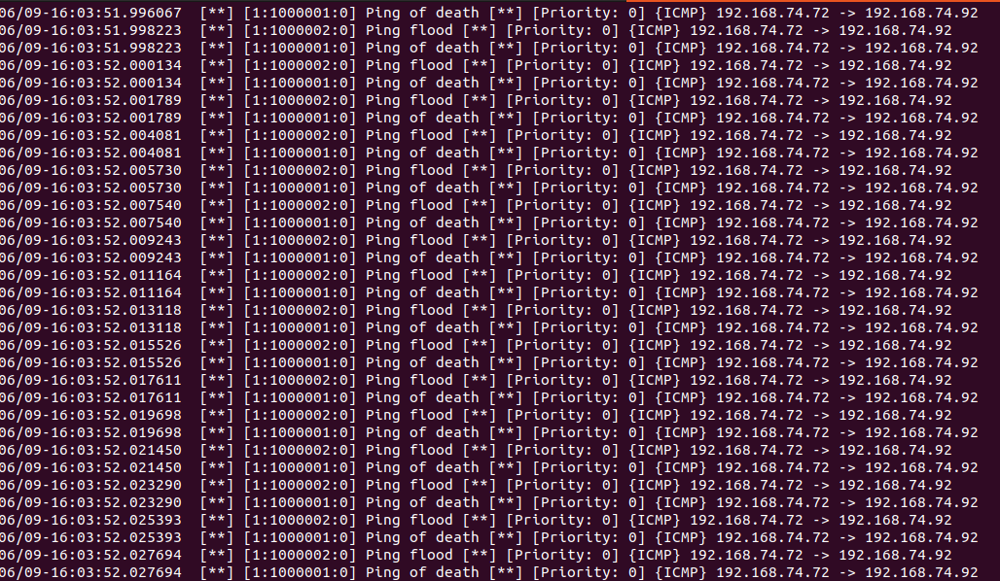 06/09-16:03:51.996067  [**] [1:1000001:0] Ping of death [**] [Priority: 0] {ICMP} 192.168.74.72 -> 192.168.74.92
06/09-16:03:51.998223  [**] [1:1000002:0] Ping flood [**] [Priority: 0] {ICMP} 192.168.74.72 -> 192.168.74.92
06/09-16:03:51.998223  [**] [1:1000001:0] Ping of death [**] [Priority: 0] {ICMP} 192.168.74.72 -> 192.168.74.92
06/09-16:03:52.000134  [**] [1:1000002:0] Ping flood [**] [Priority: 0] {ICMP} 192.168.74.72 -> 192.168.74.92
06/09-16:03:52.000134  [**] [1:1000001:0] Ping of death [**] [Priority: 0] {ICMP} 192.168.74.72 -> 192.168.74.92
06/09-16:03:52.001789  [**] [1:1000002:0] Ping flood [**] [Priority: 0] {ICMP} 192.168.74.72 -> 192.168.74.92
06/09-16:03:52.001789  [**] [1:1000001:0] Ping of death [**] [Priority: 0] {ICMP} 192.168.74.72 -> 192.168.74.92
06/09-16:03:52.004081  [**] [1:1000002:0] Ping flood [**] [Priority: 0] {ICMP} 192.168.74.72 -> 192.168.74.92
06/09-16:03:52.004081  [**] [1:1000001:0] Ping of death [**] [Priority: 0] {ICMP} 192.168.74.72 -> 192.168.74.92
06/09-16:03:52.005730  [**] [1:1000002:0] Ping flood [**] [Priority: 0] {ICMP} 192.168.74.72 -> 192.168.74.92
06/09-16:03:52.005730  [**] [1:1000001:0] Ping of death [**] [Priority: 0] {ICMP} 192.168.74.72 -> 192.168.74.92
06/09-16:03:52.007540  [**] [1:1000002:0] Ping flood [**] [Priority: 0] {ICMP} 192.168.74.72 -> 192.168.74.92
06/09-16:03:52.007540  [**] [1:1000001:0] Ping of death [**] [Priority: 0] {ICMP} 192.168.74.72 -> 192.168.74.92
06/09-16:03:52.009243  [**] [1:1000002:0] Ping flood [**] [Priority: 0] {ICMP} 192.168.74.72 -> 192.168.74.92
06/09-16:03:52.009243  [**] [1:1000001:0] Ping of death [**] [Priority: 0] {ICMP} 192.168.74.72 -> 192.168.74.92
06/09-16:03:52.011164  [**] [1:1000002:0] Ping flood [**] [Priority: 0] {ICMP} 192.168.74.72 -> 192.168.74.92
06/09-16:03:52.011164  [**] [1:1000001:0] Ping of death [**] [Priority: 0] {ICMP} 192.168.74.72 -> 192.168.74.92
06/09-16:03:52.013118  [**] [1:1000002:0] Ping flood [**] [Priority: 0] {ICMP} 192.168.74.72 -> 192.168.74.92
06/09-16:03:52.013118  [**] [1:1000001:0] Ping of death [**] [Priority: 0] {ICMP} 192.168.74.72 -> 192.168.74.92
06/09-16:03:52.015526  [**] [1:1000002:0] Ping flood [**] [Priority: 0] {ICMP} 192.168.74.72 -> 192.168.74.92
06/09-16:03:52.015526  [**] [1:1000001:0] Ping of death [**] [Priority: 0] {ICMP} 192.168.74.72 -> 192.168.74.92
06/09-16:03:52.017611  [**] [1:1000002:0] Ping flood [**] [Priority: 0] {ICMP} 192.168.74.72 -> 192.168.74.92
06/09-16:03:52.017611  [**] [1:1000001:0] Ping of death [**] [Priority: 0] {ICMP} 192.168.74.72 -> 192.168.74.92
06/09-16:03:52.019698  [**] [1:1000002:0] Ping flood [**] [Priority: 0] {ICMP} 192.168.74.72 -> 192.168.74.92
06/09-16:03:52.019698  [**] [1:1000001:0] Ping of death [**] [Priority: 0] {ICMP} 192.168.74.72 -> 192.168.74.92
06/09-16:03:52.021450  [**] [1:1000002:0] Ping flood [**] [Priority: 0] {ICMP} 192.168.74.72 -> 192.168.74.92
06/09-16:03:52.021450  [**] [1:1000001:0] Ping of death [**] [Priority: 0] {ICMP} 192.168.74.72 -> 192.168.74.92
06/09-16:03:52.023290  [**] [1:1000002:0] Ping flood [**] [Priority: 0] {ICMP} 192.168.74.72 -> 192.168.74.92
06/09-16:03:52.023290  [**] [1:1000001:0] Ping of death [**] [Priority: 0] {ICMP} 192.168.74.72 -> 192.168.74.92
06/09-16:03:52.025393  [**] [1:1000002:0] Ping flood [**] [Priority: 0] {ICMP} 192.168.74.72 -> 192.168.74.92
06/09-16:03:52.025393  [**] [1:1000001:0] Ping of death [**] [Priority: 0] {ICMP} 192.168.74.72 -> 192.168.74.92
06/09-16:03:52.027694  [**] [1:1000002:0] Ping flood [**] [Priority: 0] {ICMP} 192.168.74.72 -> 192.168.74.92
06/09-16:03:52.027694  [**] [1:1000001:0] Ping of death [**] [Priority: 0] {ICMP} 192.168.74.72 -> 192.168.74.92